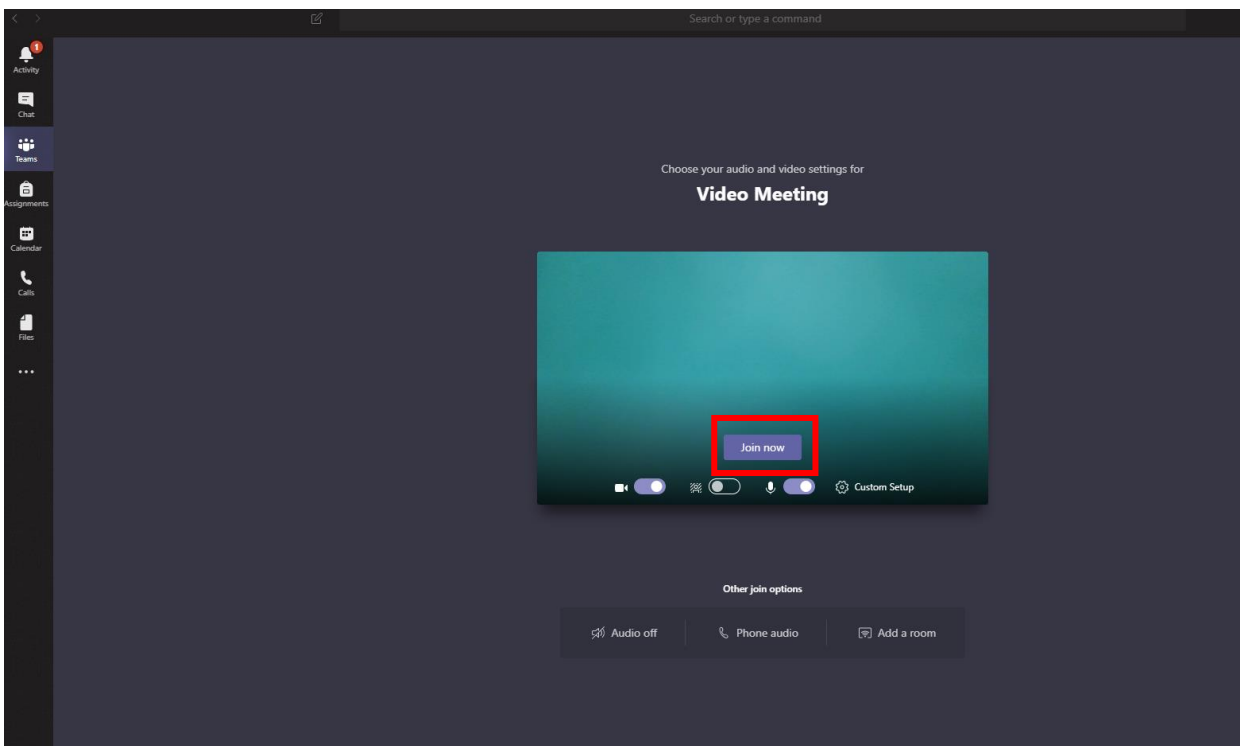 Search or type a command
1
Activity
Chat
Teams
Assignments
Calendar
Calls
Files
Choose your audio and video settings for
Video Meeting
Join now
Custom Setup
Other join options
Audio off
Phone audio
Add a room